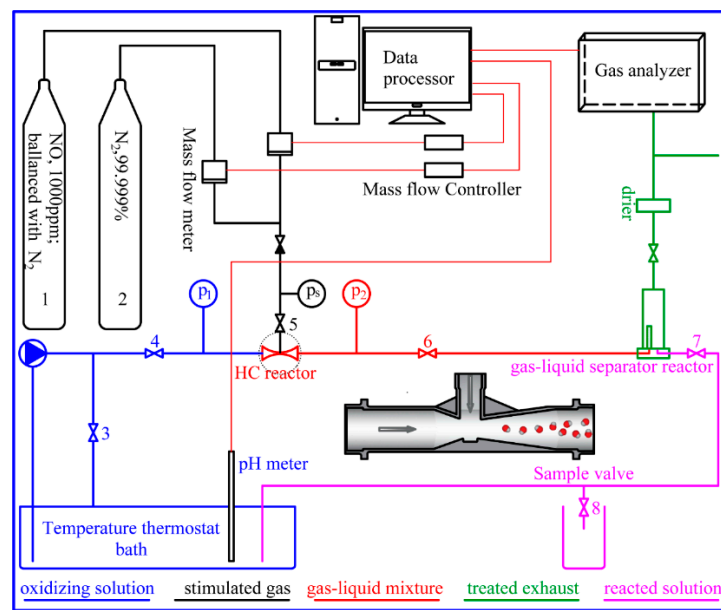 Data
processor
Gas analyzer
NO, 1000ppm;
ballanced with N2
1
N2,99.999%
2
Mass flow meter
Mass flow Controller
drier
p1
ps
p2
5
4
6
7
HC reactor
gas-liquid separator reactor
3
pH meter
Sample valve
8
Temperature thermostat
bath
oxidizing solution
stimulated gas
gas-liquid mixture
treated exhaust
reacted solution